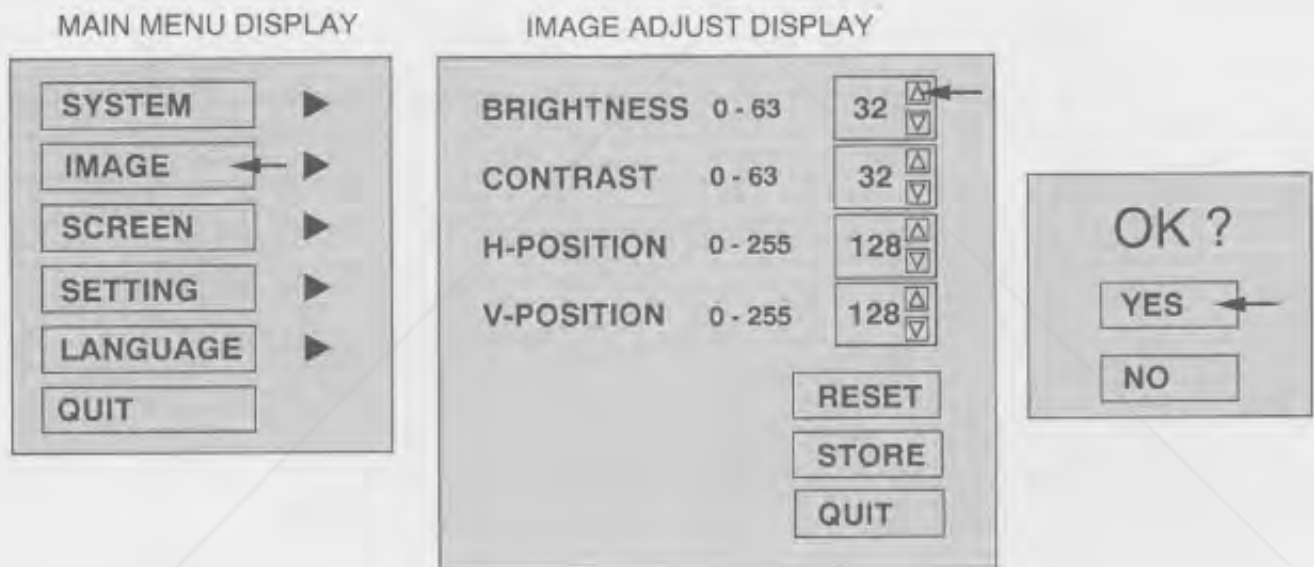 MAIN MENU DISPLAY
SYSTEM
IMAGE
SCREEN
SETTING
LANGUAGE
QUIT
IMAGE ADJUST DISPLAY
BRIGHTNESS 0 - 63 32
CONTRAST 0 - 63 32
H-POSITION 0 - 255 128
V-POSITION 0 - 255 128
RESET
STORE
QUIT
OK ?
YES
NO